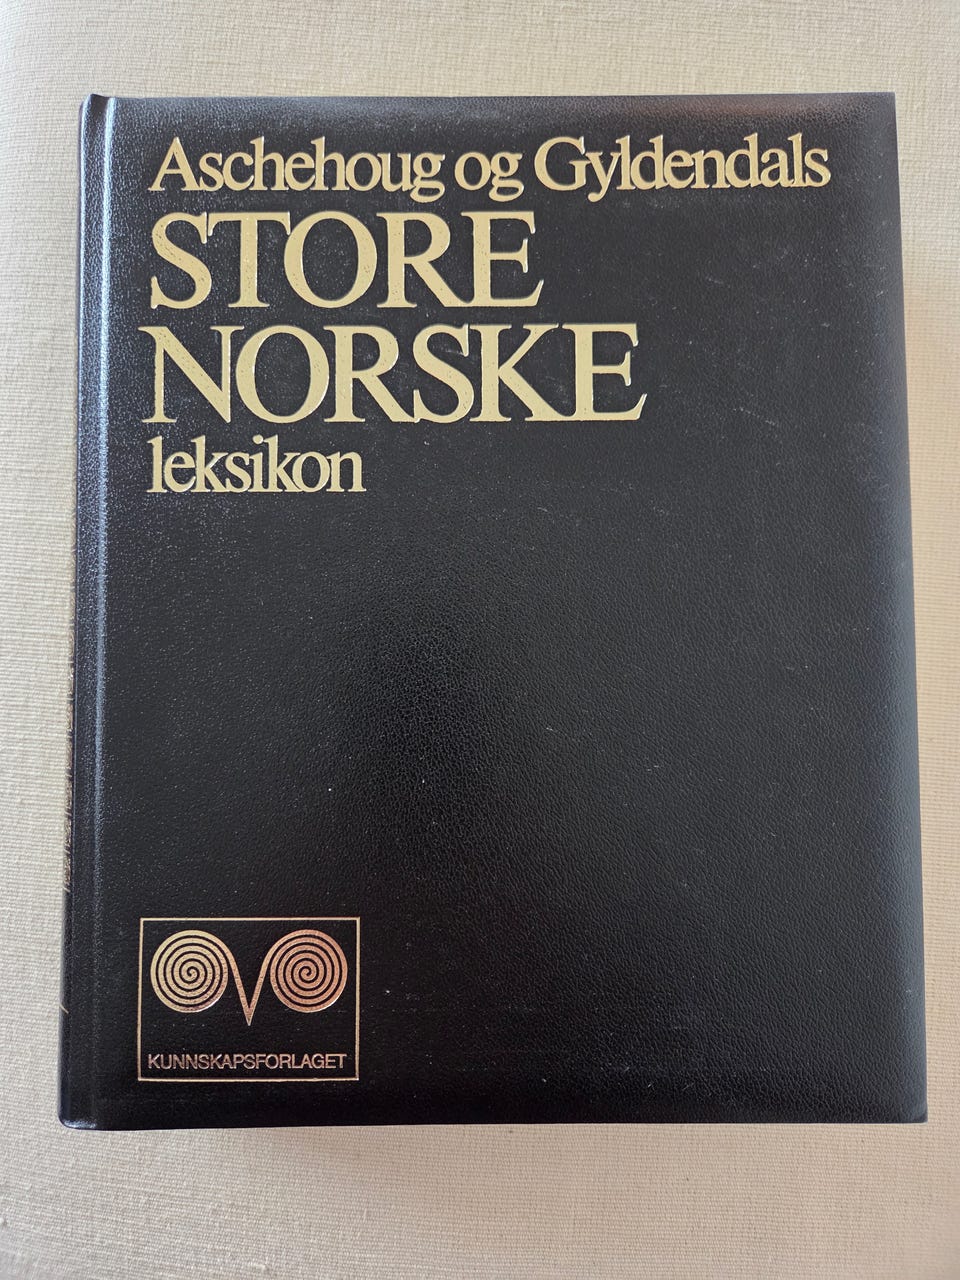 Aschehoug og Gyldendals
STORE
NORSKE
leksikon
KUNNSKAPSFORLAGET